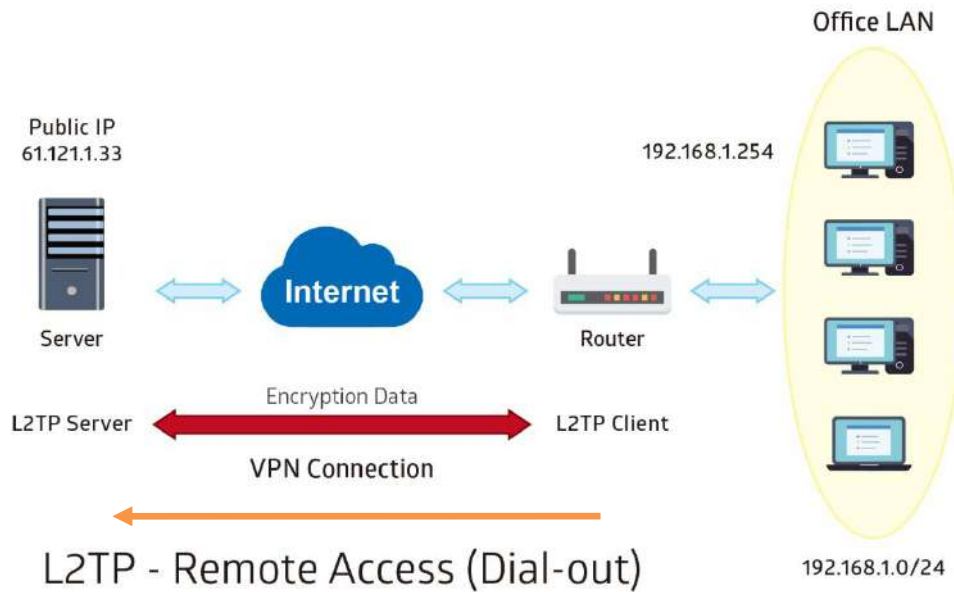 Office LAN
Public IP
61.121.1.33
192.168.1.254
Internet
Server
Router
Encryption Data
L2TP Server
L2TP Client
VPN Connection
L2TP - Remote Access (Dial-out)
192.168.1.0/24